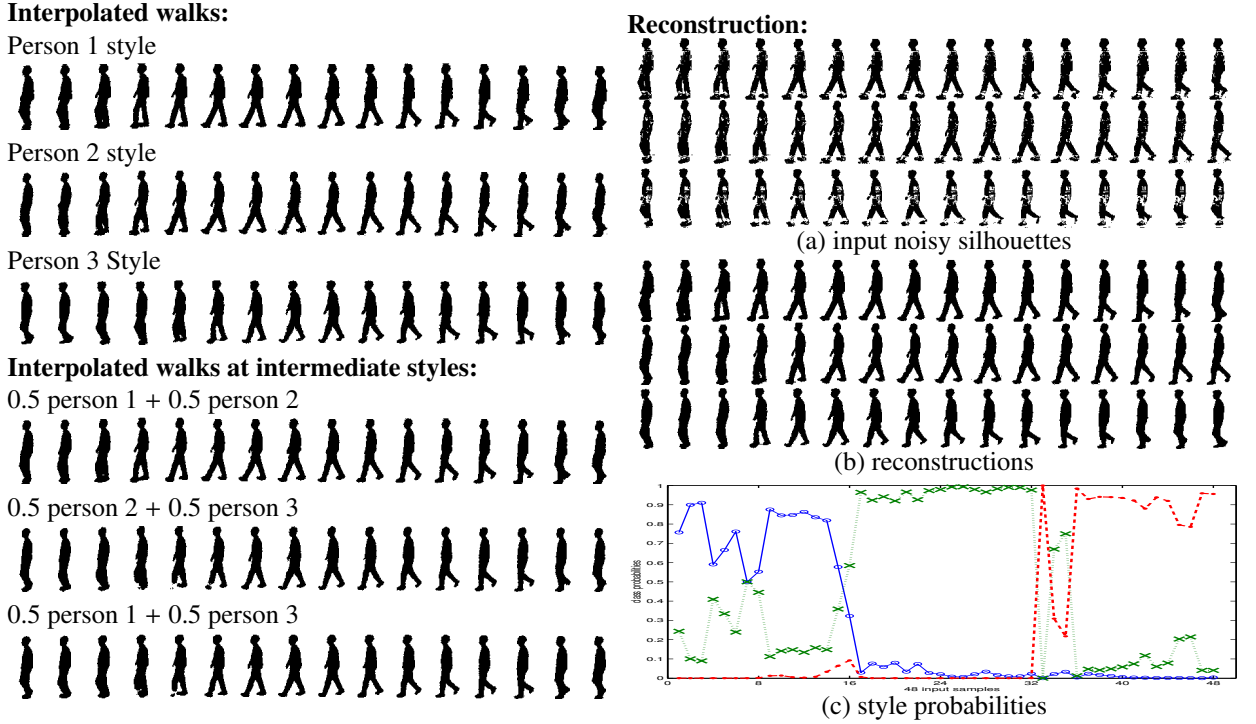 Interpolated walks:
Person 1 style
Person 2 style
Person 3 Style
Interpolated walks at intermediate styles:
0.5 person 1 + 0.5 person 2
0.5 person 2 + 0.5 person 3
0.5 person 1 + 0.5 person 3
Reconstruction:
(a) input noisy silhouettes
(b) reconstructions
1
0.9
0.8
0.7
0.6
0.5
0.4
0.3
0.2
0.1
0
class probabilities
0 8 16 24 32 40 48
48 input samples
(c) style probabilities